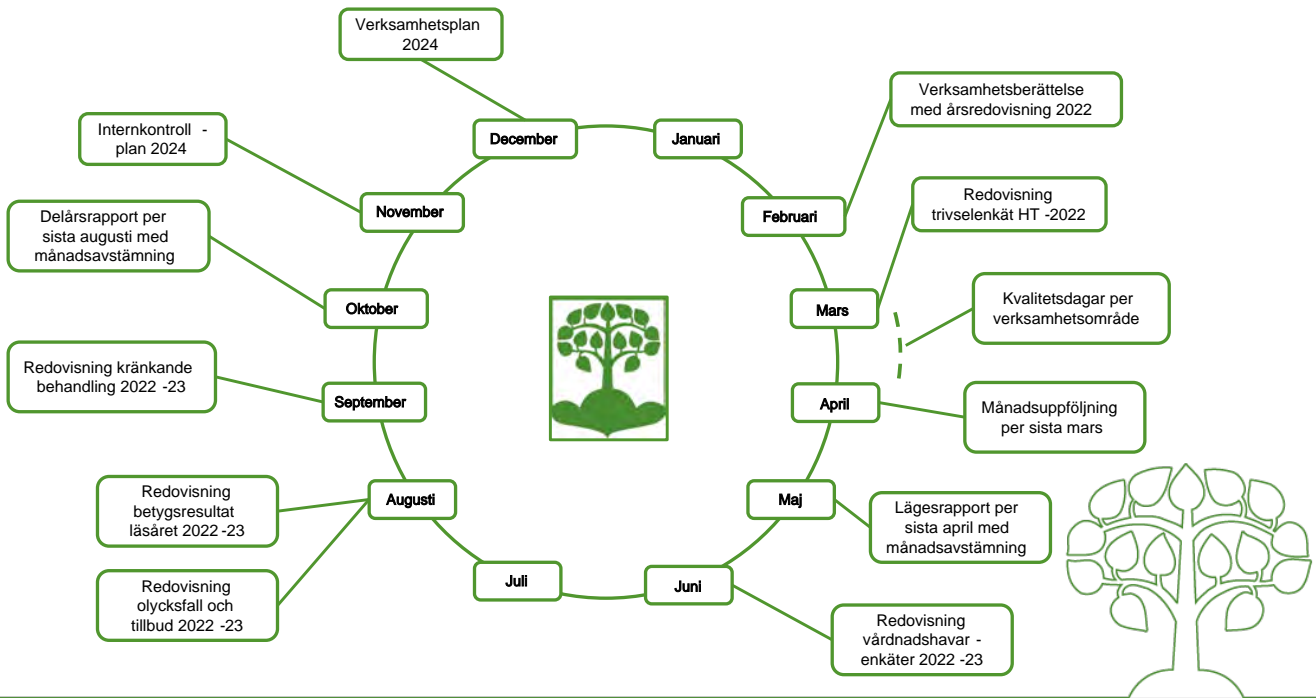 Verksamhetsplan
2024
December
Januari
Verksamhetsberättelse
med årsredovisning 2022
Februari
Redovisning
trivselenkät HT -2022
Mars
Kvalitetsdagar per
verksamhetsområde
April
Månadsuppföljning
per sista mars
Maj
Lägesrapport per
sista april med
månadsavstämning
Juni
Redovisning
vårdnadshavar -
enkäter 2022 -23
Juli
Augusti
Redovisning
betygsresultat
läsåret 2022 -23
Redovisning
olycksfall och
tillbud 2022 -23
September
Redovisning kränkande
behandling 2022 -23
Oktober
Delårsrapport per
sista augusti med
månadsavstämning
November
Internkontroll -
plan 2024